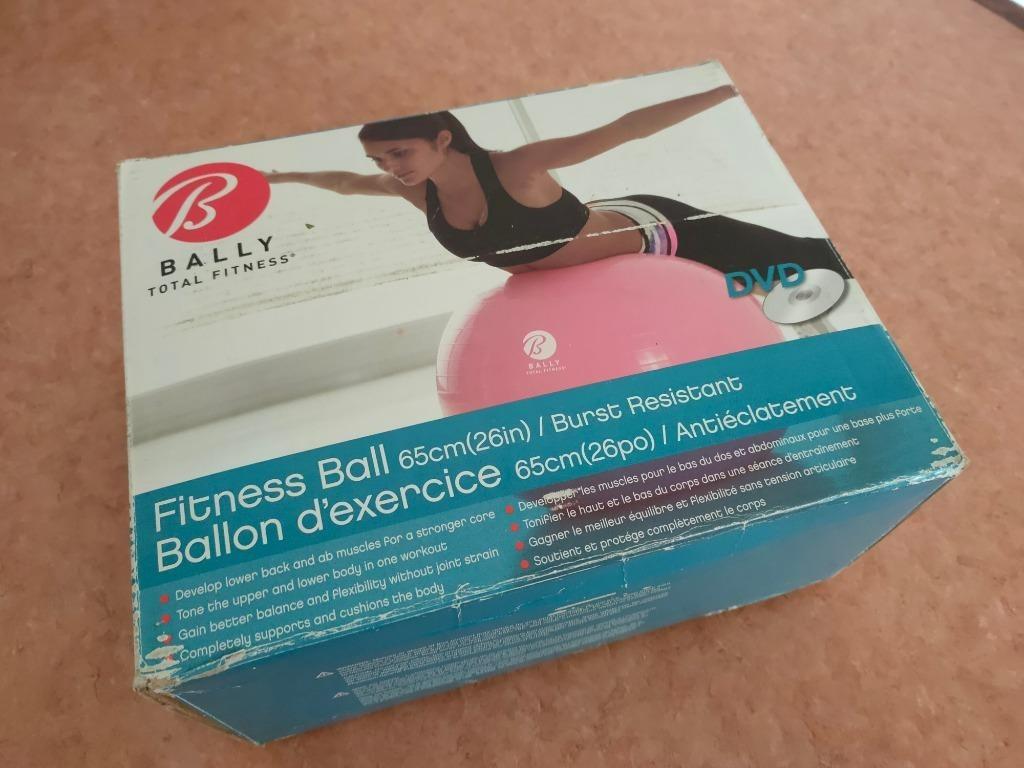 B
BALLY
TOTAL FITNESS®
DVD
B
BALLY
TOTAL FITNESS
Fitness Ball 65cm(26in) / Burst Resistant
Ballon d'exercice 65cm(26po) / Antiéclatement
Develop lower back and ab muscles for a stronger core
Tone the upper and lower body in one workout
Gain better balance and flexibility without joint strain
Completely supports and cushions the body
Développer les muscles pour le bas du dos et abdominaux pour une base plus forte
Tonifier le haut et le bas du corps dans une séance d'entraînement
Gagner le meilleur équilibre et flexibilité sans tension articulaire
Soutient et protége complètement le corps